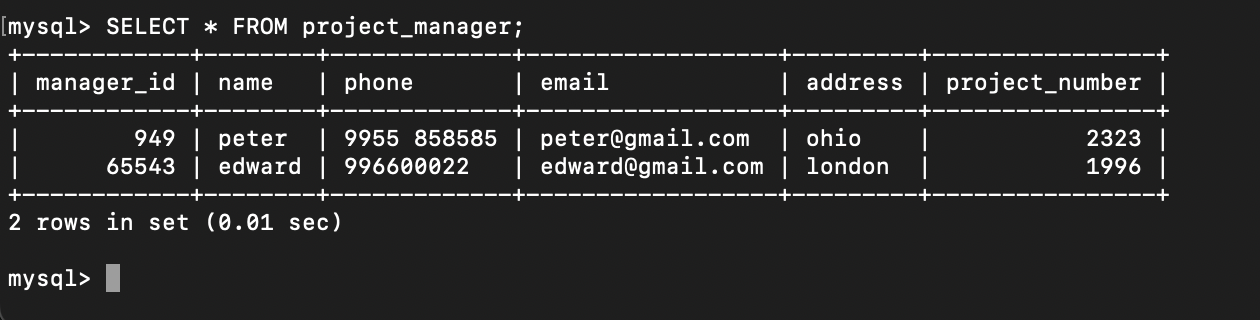 [mysql> SELECT * FROM project_manager;
+------------+--------+-------------+------------------+---------+----------------+
| manager_id | name   | phone       | email            | address | project_number |
+------------+--------+-------------+------------------+---------+----------------+
|        949 | peter  | 9955 858585 | peter@gmail.com  | ohio    |           2323 |
|      65543 | edward | 996600022   | edward@gmail.com | london  |           1996 |
+------------+--------+-------------+------------------+---------+----------------+
2 rows in set (0.01 sec)
mysql>